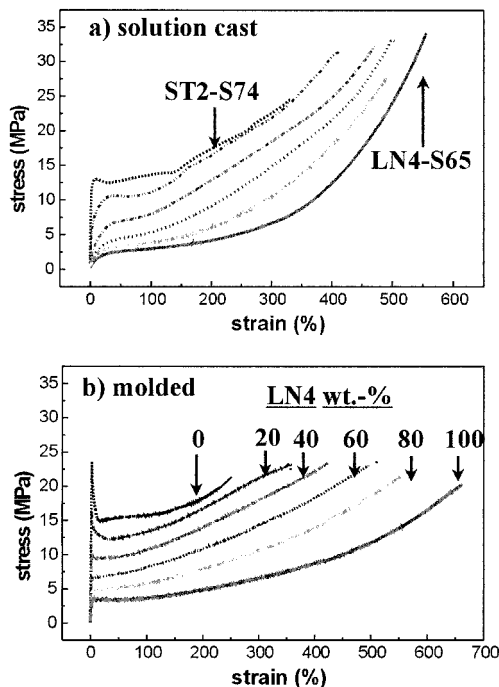 a) solution cast
ST2-S74
LN4-S65
stress (MPa)
35
30
25
20
15
10
5
0
0 100 200 300 400 500 600
strain (%)
b) molded
LN4 wt.-%
0 20 40 60 80 100
stress (MPa)
35
30
25
20
15
10
5
0
0 100 200 300 400 500 600 700
strain (%)